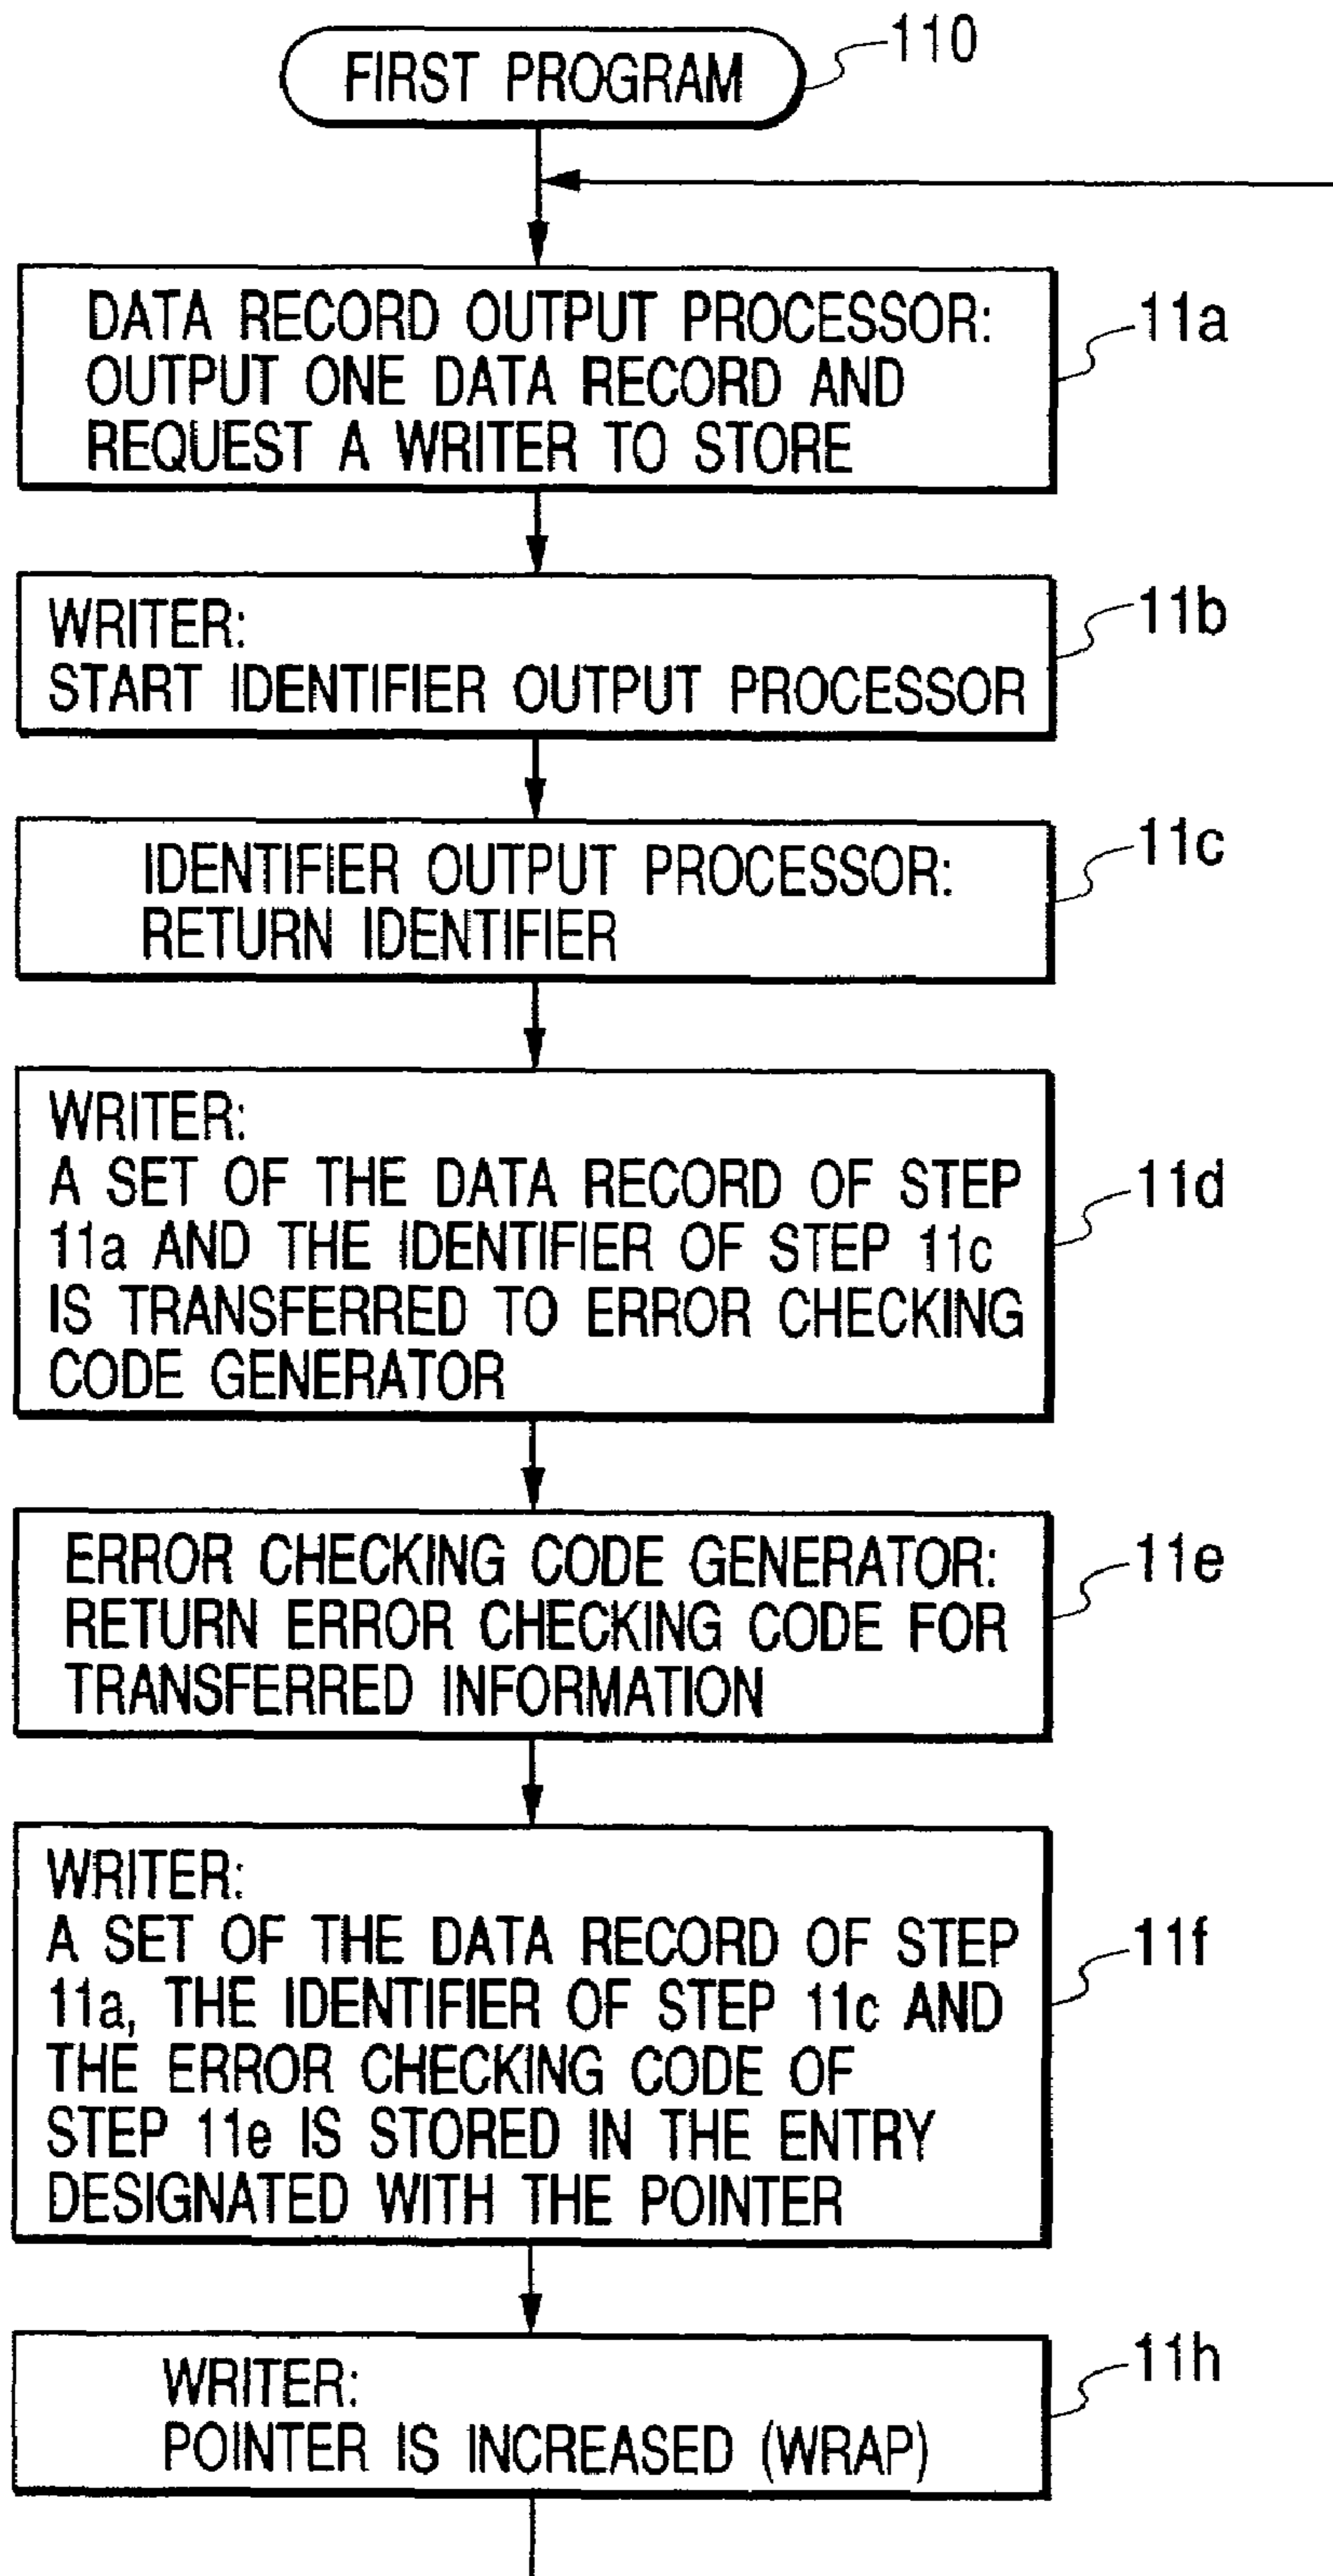 FIRST PROGRAM
110
DATA RECORD OUTPUT PROCESSOR:
OUTPUT ONE DATA RECORD AND
REQUEST A WRITER TO STORE
11a
WRITER:
START IDENTIFIER OUTPUT PROCESSOR
11b
IDENTIFIER OUTPUT PROCESSOR:
RETURN IDENTIFIER
11c
WRITER:
A SET OF THE DATA RECORD OF STEP
11a AND THE IDENTIFIER OF STEP 11c
IS TRANSFERRED TO ERROR CHECKING
CODE GENERATOR
11d
ERROR CHECKING CODE GENERATOR:
RETURN ERROR CHECKING CODE FOR
TRANSFERRED INFORMATION
11e
WRITER:
A SET OF THE DATA RECORD OF STEP
11a, THE IDENTIFIER OF STEP 11c AND
THE ERROR CHECKING CODE OF
STEP 11e IS STORED IN THE ENTRY
DESIGNATED WITH THE POINTER
11f
WRITER:
POINTER IS INCREASED (WRAP)
11h